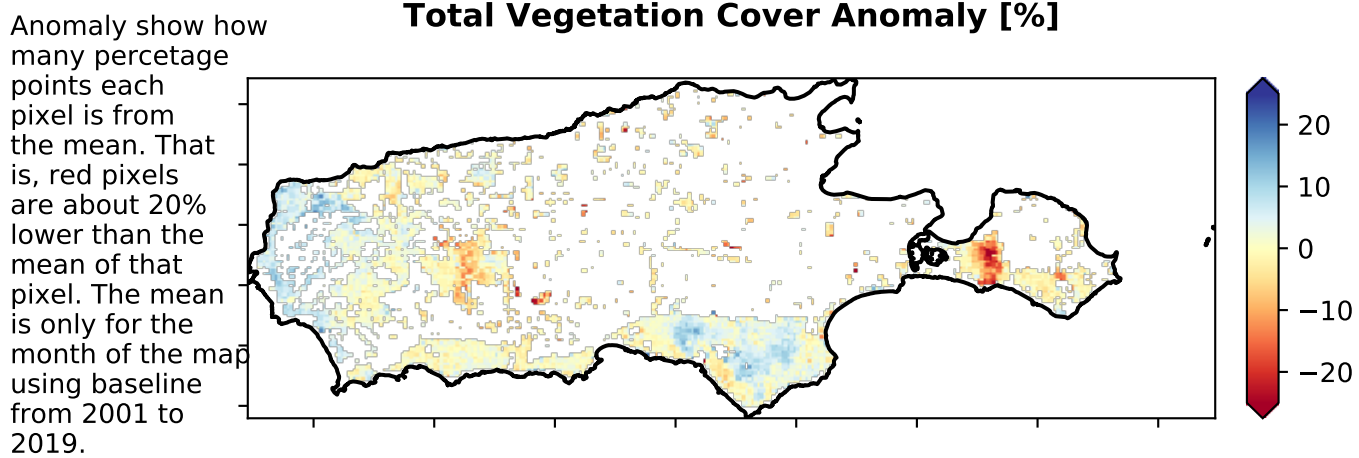 Total Vegetation Cover Anomaly [%]
Anomaly show how
many percetage
points each
pixel is from
the mean. That
is, red pixels
are about 20%
lower than the
mean of that
pixel. The mean
is only for the
month of the map
using baseline
from 2001 to
2019.
20
10
0
−10
−20